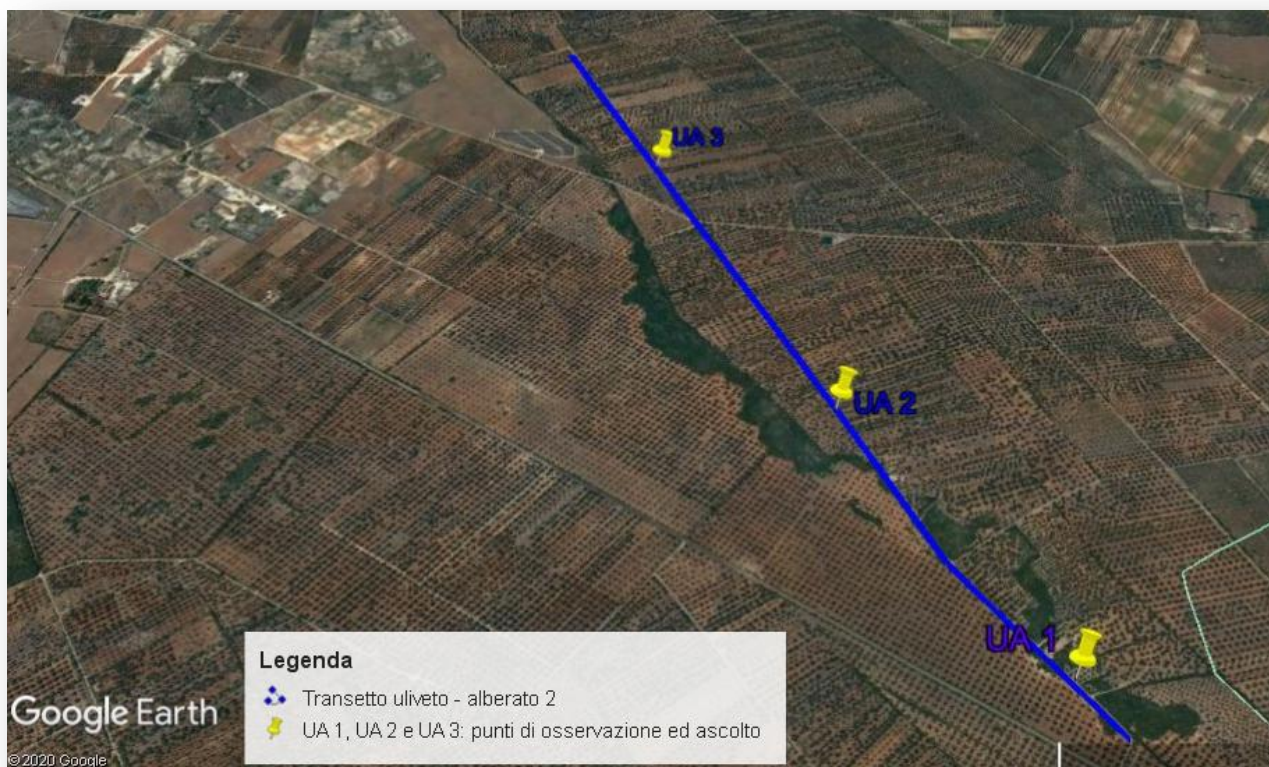 UA 3
UA 2
UA 1
Legenda
Transetto uliveto - alberato 2
UA 1, UA 2 e UA 3: punti di osservazione ed ascolto
Google Earth
©2020 Google